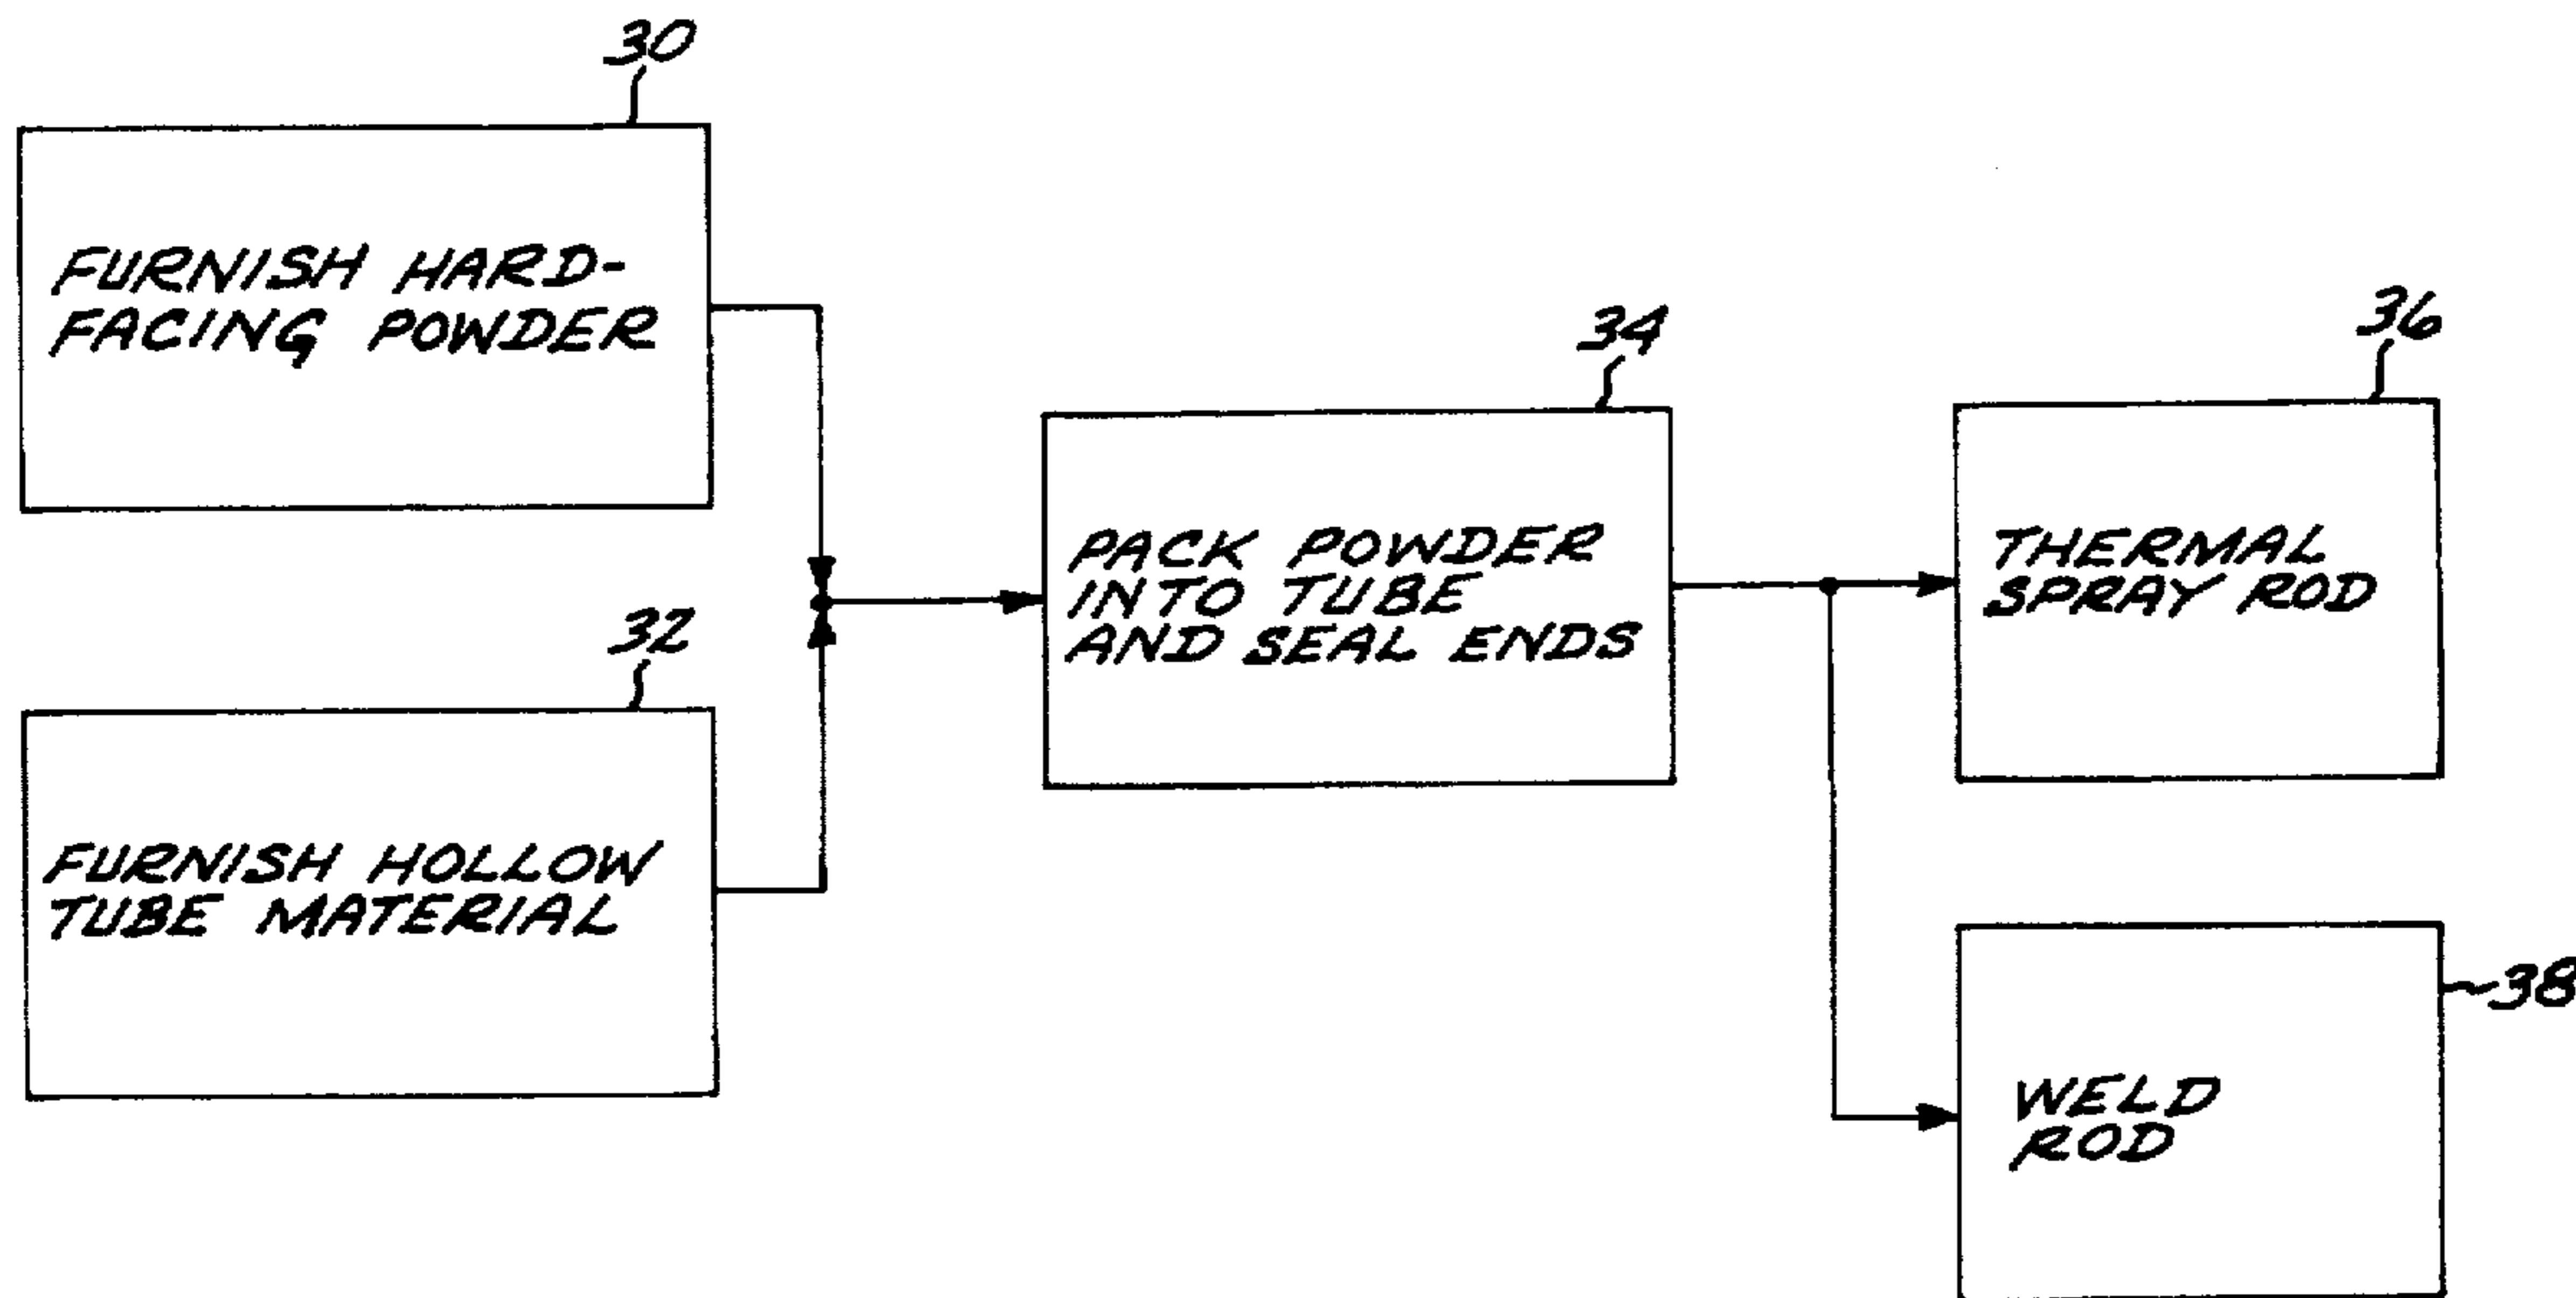 30
FURNISH HARD-
FACING POWDER
32
FURNISH HOLLOW
TUBE MATERIAL
34
PACK POWDER
INTO TUBE
AND SEAL ENDS
36
THERMAL
SPRAY ROD
38
WELD
ROD